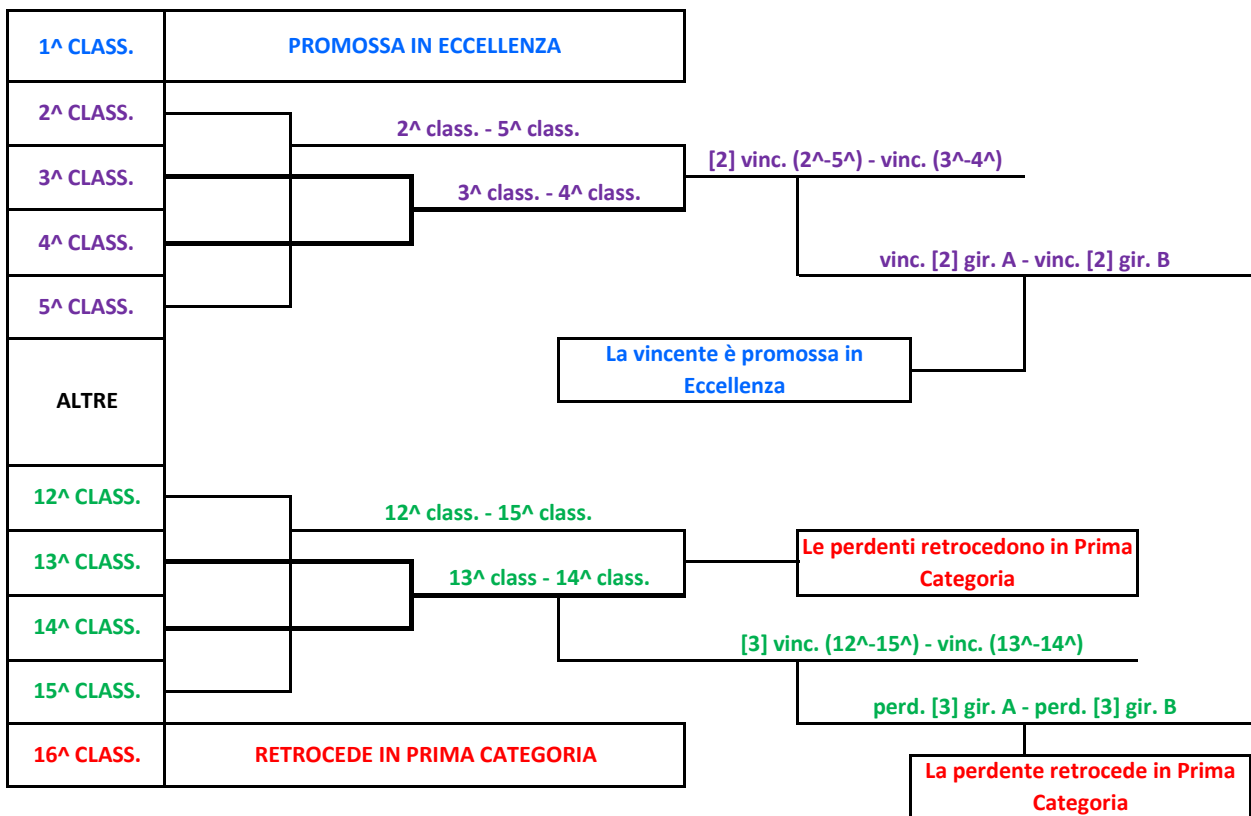 1^ CLASS.
PROMOSSA IN ECCELLENZA
2^ CLASS.
2^ class. - 5^ class.
[2] vinc. (2^-5^) - vinc. (3^-4^)
3^ CLASS.
3^ class. - 4^ class.
4^ CLASS.
vinc. [2] gir. A - vinc. [2] gir. B
5^ CLASS.
La vincente è promossa in
Eccellenza
ALTRE
12^ CLASS.
12^ class. - 15^ class.
13^ CLASS.
Le perdenti retrocedono in Prima
Categoria
13^ class - 14^ class.
14^ CLASS.
[3] vinc. (12^-15^) - vinc. (13^-14^)
15^ CLASS.
perd. [3] gir. A - perd. [3] gir. B
16^ CLASS.
RETROCEDE IN PRIMA CATEGORIA
La perdente retrocede in Prima
Categoria